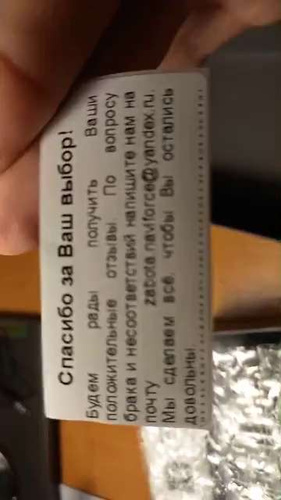 Спасибо за Ваш выбор!
Будем рады получить Ваши
положительные отзывы. По вопросу
брака и несоответствий напишите нам на
почту zabota.naviforce@yandex.ru.
Мы сделаем всё, чтобы Вы остались
довольны!